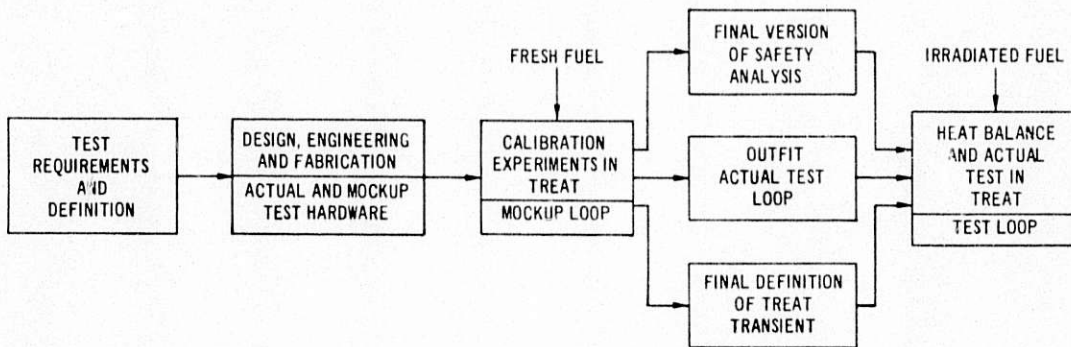 TEST
REQUIREMENTS
AND
DEFINITION
DESIGN, ENGINEERING
AND FABRICATION
ACTUAL AND MOCKUP
TEST HARDWARE
FRESH FUEL
CALIBRATION
EXPERIMENTS IN
TREAT
MOCKUP LOOP
FINAL VERSION
OF SAFETY
ANALYSIS
OUTFIT
ACTUAL TEST
LOOP
FINAL DEFINITION
OF TREAT
TRANSIENT
IRRADIATED FUEL
HEAT BALANCE
AND ACTUAL
TEST IN
TREAT
TEST LOOP